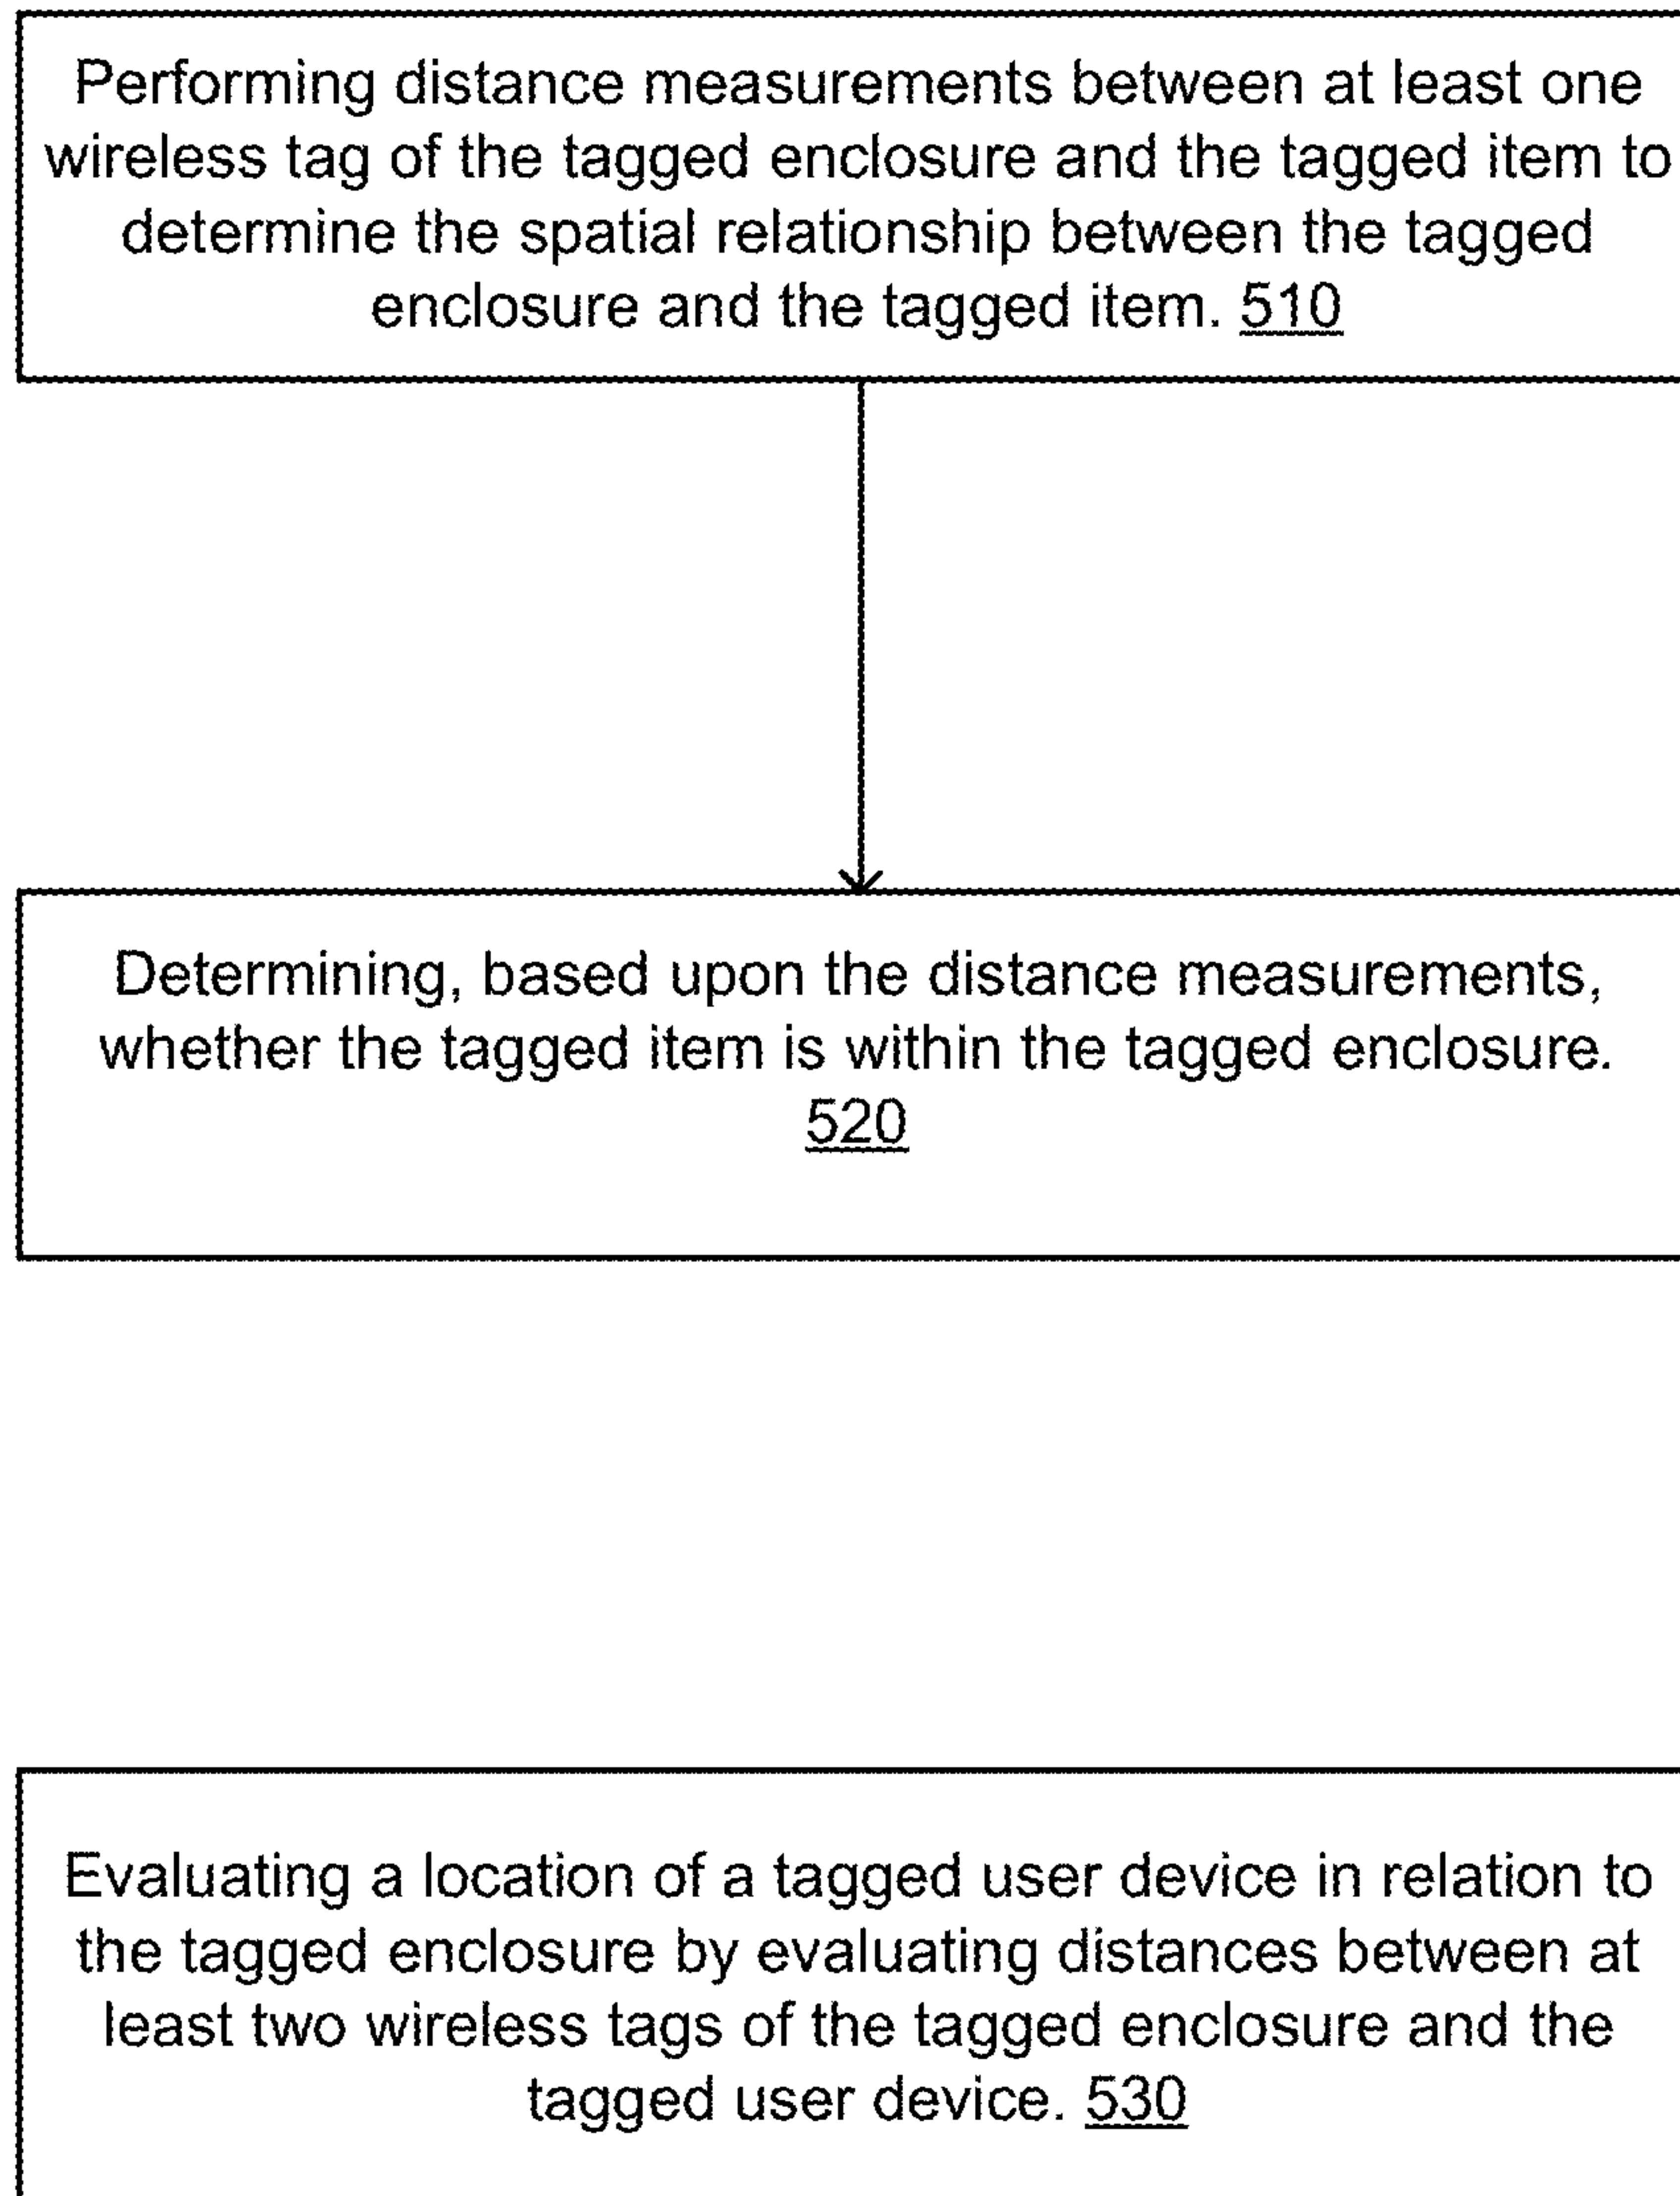 Performing distance measurements between at least one
wireless tag of the tagged enclosure and the tagged item to
determine the spatial relationship between the tagged
enclosure and the tagged item. 510
Determining, based upon the distance measurements,
whether the tagged item is within the tagged enclosure.
520
Evaluating a location of a tagged user device in relation to
the tagged enclosure by evaluating distances between at
least two wireless tags of the tagged enclosure and the
tagged user device. 530